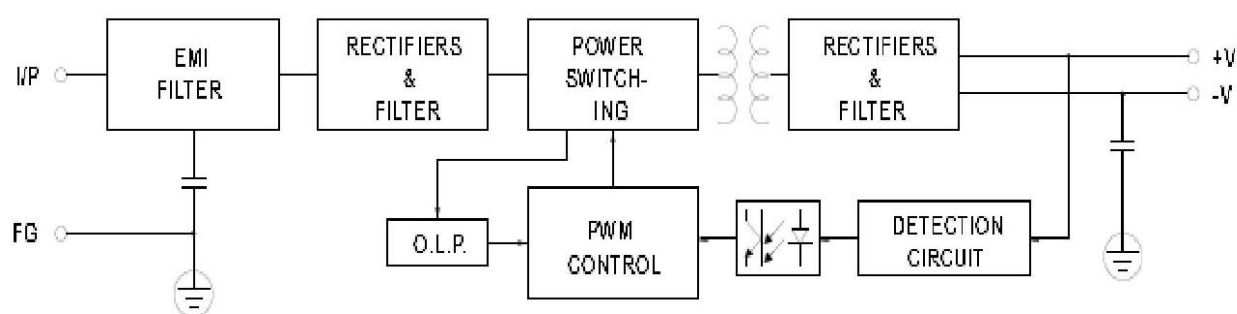 I/P
EMI
FILTER
RECTIFIERS
&
FILTER
POWER
SWITCH-
ING
RECTIFIERS
&
FILTER
+V
-V
FG
O.L.P.
PWM
CONTROL
DETECTION
CIRCUIT